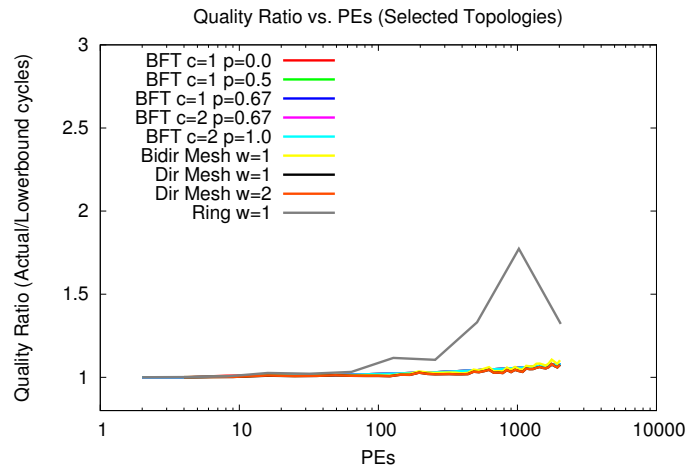 Quality Ratio vs. PEs (Selected Topologies)
Quality Ratio (Actual/Lowerbound cycles)
3
2.5
2
1.5
1
BFT c=1 p=0.0
BFT c=1 p=0.5
BFT c=1 p=0.67
BFT c=2 p=0.67
BFT c=2 p=1.0
Bidir Mesh w=1
Dir Mesh w=1
Dir Mesh w=2
Ring w=1
1 10 100 1000 10000
PEs